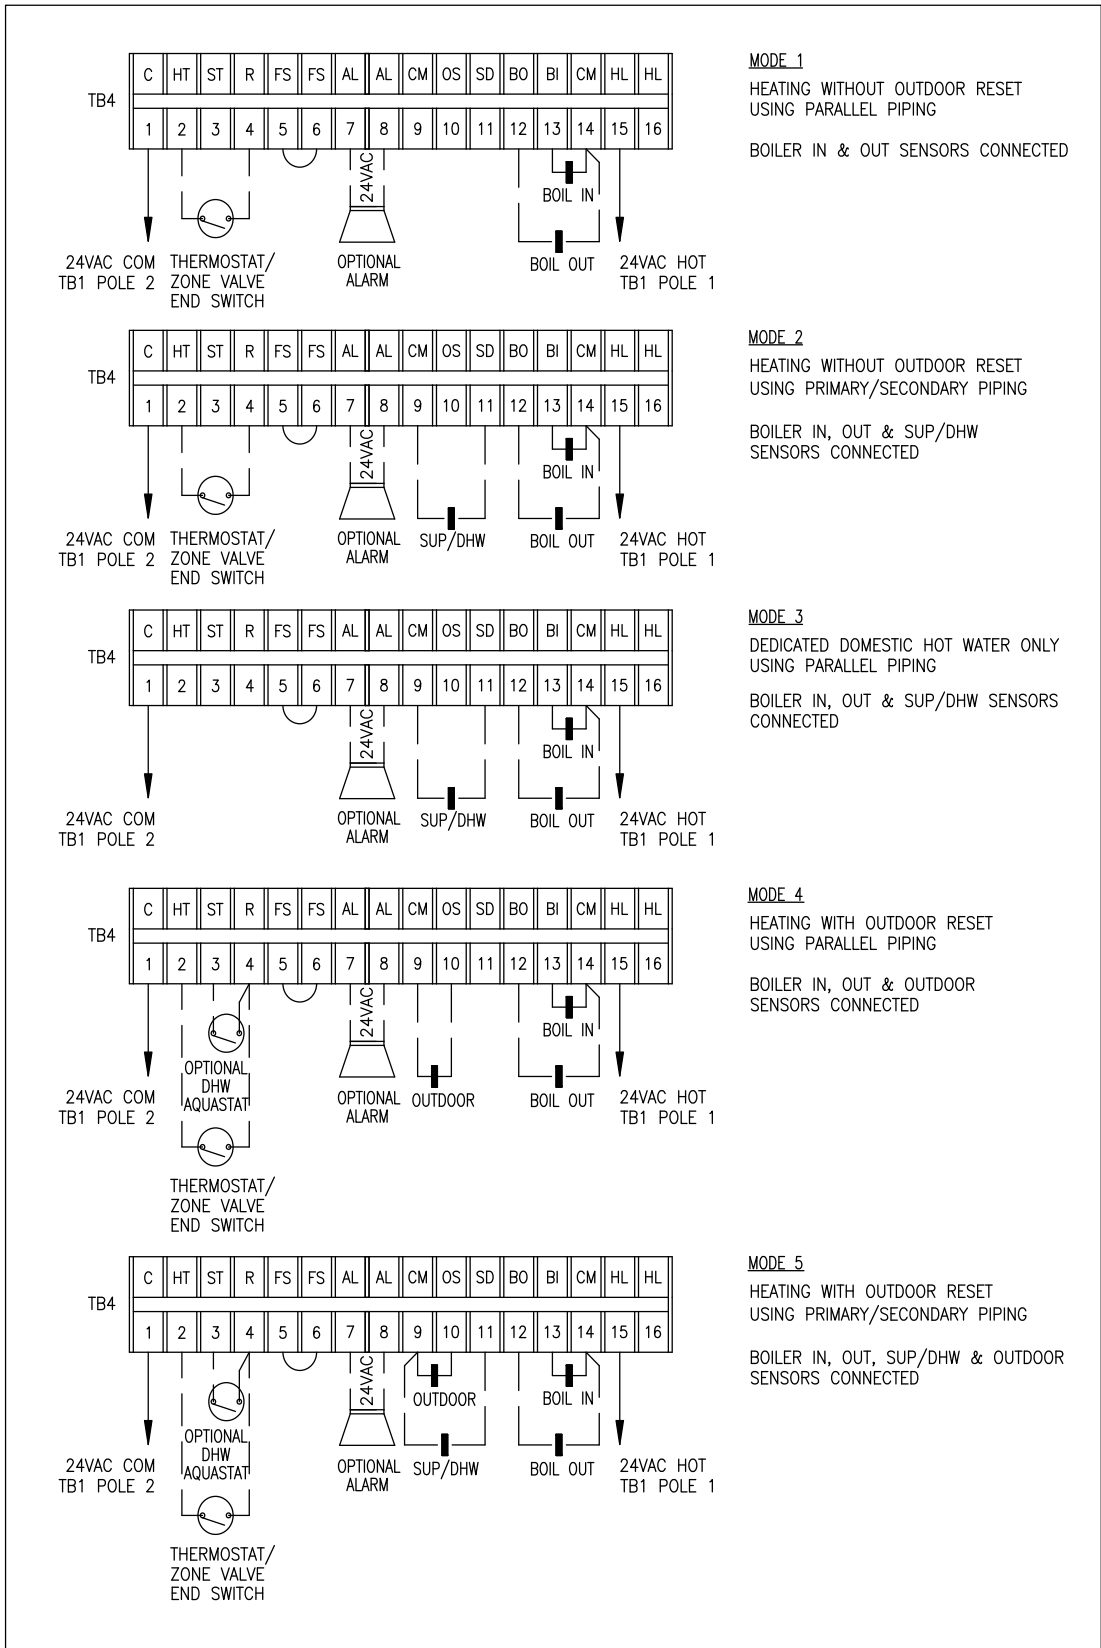 C HT ST R FS FS AL AL CM OS SD BO BI CM HL HL
TB4
1 2 3 4 5 6 7 8 9 10 11 12 13 14 15 16
24VAC
BOIL IN
24VAC COM
TB1 POLE 2
THERMOSTAT/
ZONE VALVE
END SWITCH
OPTIONAL
ALARM
BOIL OUT
24VAC HOT
TB1 POLE 1
MODE 1
HEATING WITHOUT OUTDOOR RESET
USING PARALLEL PIPING
BOILER IN & OUT SENSORS CONNECTED
C HT ST R FS FS AL AL CM OS SD BO BI CM HL HL
TB4
1 2 3 4 5 6 7 8 9 10 11 12 13 14 15 16
24VAC
BOIL IN
24VAC COM
TB1 POLE 2
THERMOSTAT/
ZONE VALVE
END SWITCH
OPTIONAL
ALARM
SUP/DHW
BOIL OUT
24VAC HOT
TB1 POLE 1
MODE 2
HEATING WITHOUT OUTDOOR RESET
USING PRIMARY/SECONDARY PIPING
BOILER IN, OUT & SUP/DHW
SENSORS CONNECTED
C HT ST R FS FS AL AL CM OS SD BO BI CM HL HL
TB4
1 2 3 4 5 6 7 8 9 10 11 12 13 14 15 16
24VAC
BOIL IN
24VAC COM
TB1 POLE 2
OPTIONAL
ALARM
SUP/DHW
BOIL OUT
24VAC HOT
TB1 POLE 1
MODE 3
DEDICATED DOMESTIC HOT WATER ONLY
USING PARALLEL PIPING
BOILER IN, OUT & SUP/DHW SENSORS
CONNECTED
C HT ST R FS FS AL AL CM OS SD BO BI CM HL HL
TB4
1 2 3 4 5 6 7 8 9 10 11 12 13 14 15 16
24VAC
BOIL IN
OPTIONAL
DHW
AQUASTAT
24VAC COM
TB1 POLE 2
OPTIONAL
ALARM
OUTDOOR
BOIL OUT
24VAC HOT
TB1 POLE 1
THERMOSTAT/
ZONE VALVE
END SWITCH
MODE 4
HEATING WITH OUTDOOR RESET
USING PARALLEL PIPING
BOILER IN, OUT & OUTDOOR
SENSORS CONNECTED
C HT ST R FS FS AL AL CM OS SD BO BI CM HL HL
TB4
1 2 3 4 5 6 7 8 9 10 11 12 13 14 15 16
24VAC
OUTDOOR
BOIL IN
OPTIONAL
DHW
AQUASTAT
24VAC COM
TB1 POLE 2
OPTIONAL
ALARM
SUP/DHW
BOIL OUT
24VAC HOT
TB1 POLE 1
THERMOSTAT/
ZONE VALVE
END SWITCH
MODE 5
HEATING WITH OUTDOOR RESET
USING PRIMARY/SECONDARY PIPING
BOILER IN, OUT, SUP/DHW & OUTDOOR
SENSORS CONNECTED